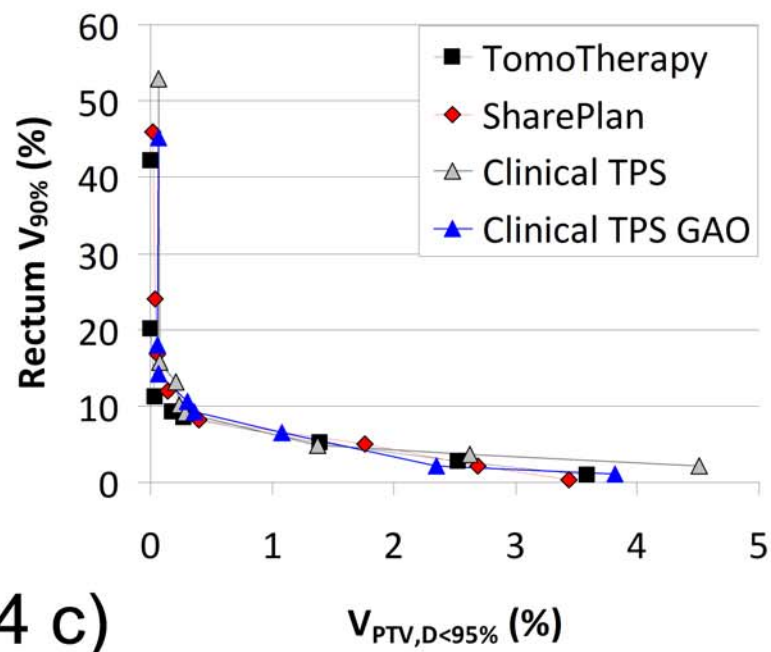 60
50
40
30
20
10
0
Rectum V90% (%)
TomoTherapy
SharePlan
Clinical TPS
Clinical TPS GAO
0 1 2 3 4 5
4 c)
VPTV,D<95% (%)